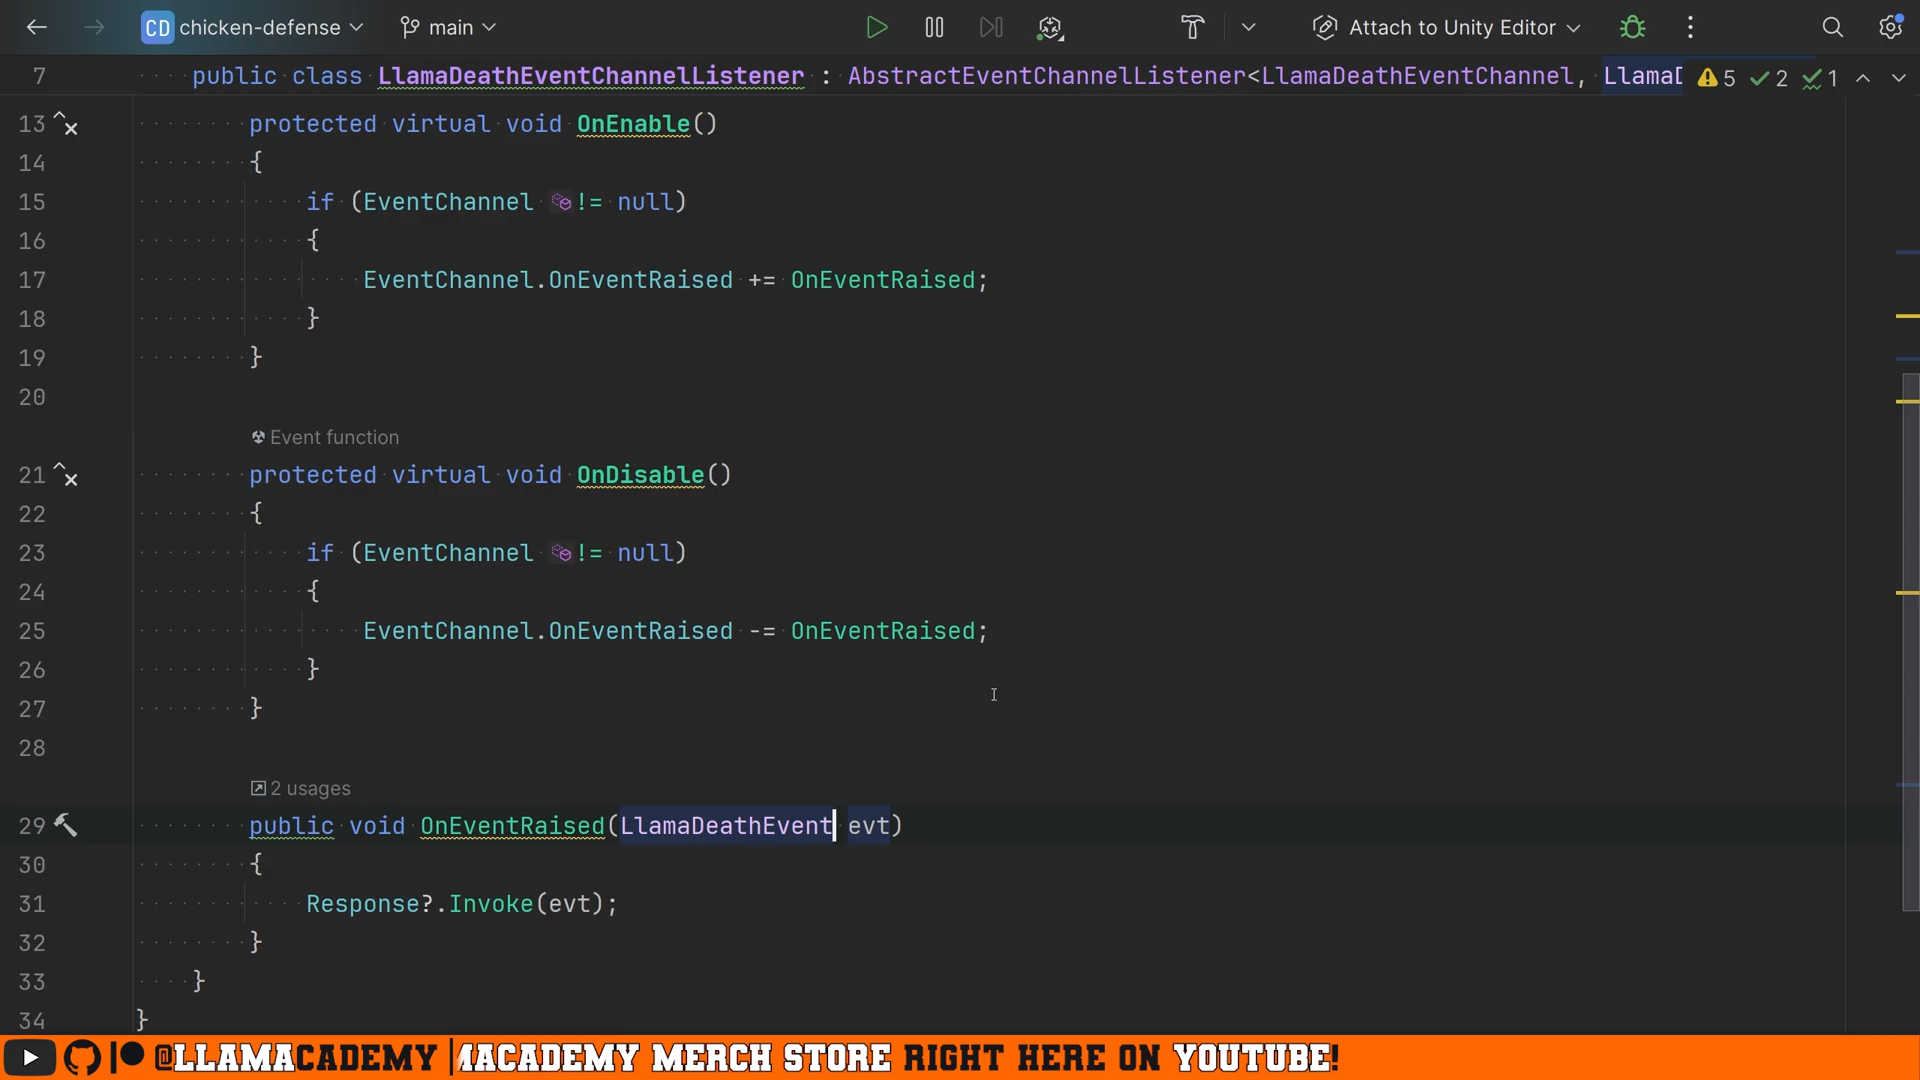 CD chicken-defense main Attach to Unity Editor
7 public class LlamaDeathEventChannelListener : AbstractEventChannelListener<LlamaDeathEventChannel, LlamaD 5 2 1
13 protected virtual void OnEnable()
14 {
15 if (EventChannel != null)
16 {
17 EventChannel.OnEventRaised += OnEventRaised;
18 }
19 }
20
Event function
21 protected virtual void OnDisable()
22 {
23 if (EventChannel != null)
24 {
25 EventChannel.OnEventRaised -= OnEventRaised;
26 }
27 }
28
2 usages
29 public void OnEventRaised(LlamaDeathEvent evt)
30 {
31 Response?.Invoke(evt);
32 }
33 }
34 }
@LLAMACADEMY MACADEMY MERCH STORE RIGHT HERE ON YOUTUBE!